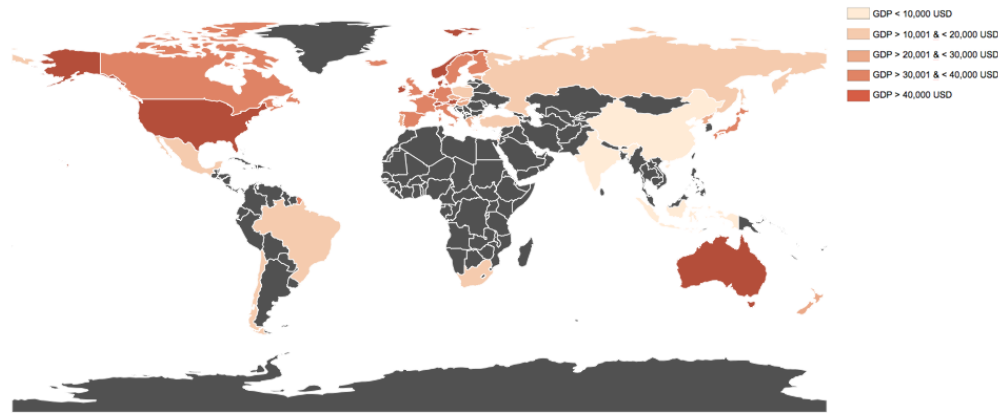 GDP < 10,000 USD
GDP > 10,001 & < 20,000 USD
GDP > 20,001 & < 30,000 USD
GDP > 30,001 & < 40,000 USD
GDP > 40,000 USD